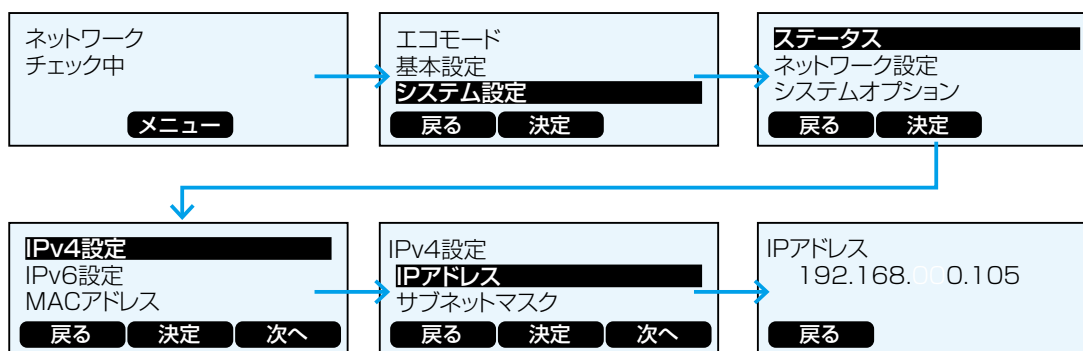 ネットワーク
チェック中
メニュー
エコモード
基本設定
システム設定
戻る 決定
ステータス
ネットワーク設定
システムオプション
戻る 決定
IPv4設定
IPv6設定
MACアドレス
戻る 決定 次へ
IPv4設定
IPアドレス
サブネットマスク
戻る 決定 次へ
IPアドレス
192.168.000.105
戻る